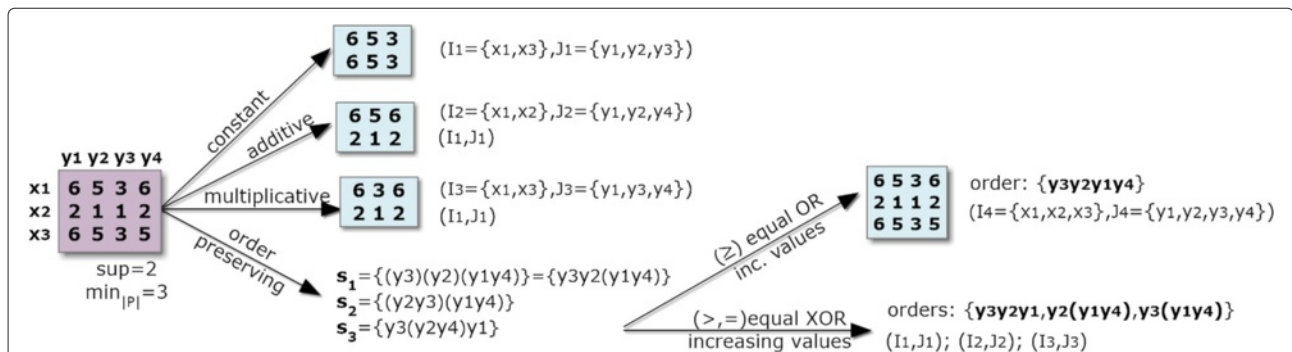 y1 y2 y3 y4
x1 6 5 3 6
x2 2 1 1 2
x3 6 5 3 5
sup=2
min|P|=3
constant
6 5 3
6 5 3
(I1={x1,x3},J1={y1,y2,y3})
additive
6 5 6
2 1 2
(I2={x1,x2},J2={y1,y2,y4})
(I1,J1)
multiplicative
6 3 6
2 1 2
(I3={x1,x3},J3={y1,y3,y4})
(I1,J1)
order
preserving
s1={(y3)(y2)(y1y4)}={y3y2(y1y4)}
s2={(y2y3)(y1y4)}
s3={y3(y2y4)y1}
(≥) equal OR
inc. values
6 5 3 6
2 1 1 2
6 5 3 5
order: {y3y2y1y4}
(I4={x1,x2,x3},J4={y1,y2,y3,y4})
(>,=)equal XOR
increasing values
orders: {y3y2y1,y2(y1y4),y3(y1y4)}
(I1,J1); (I2,J2); (I3,J3)